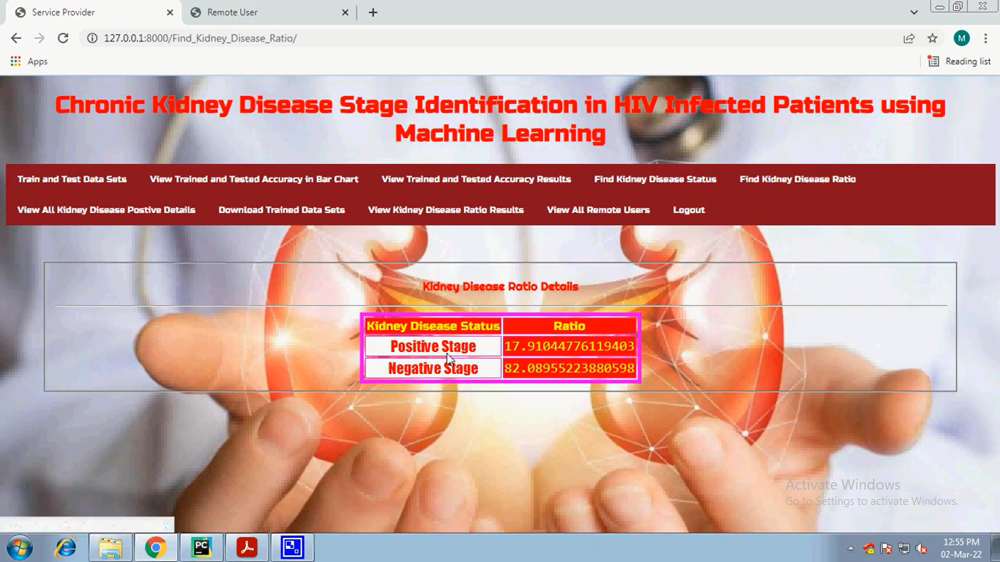 Service Provider
Remote User
127.0.0.1:8000/Find_Kidney_Disease_Ratio/
M
Apps
Reading list
Chronic Kidney Disease Stage Identification in HIV Infected Patients using
Machine Learning
Train and Test Data Sets View Trained and Tested Accuracy in Bar Chart View Trained and Tested Accuracy Results Find Kidney Disease Status Find Kidney Disease Ratio
View All Kidney Disease Postive Details Download Trained Data Sets View Kidney Disease Ratio Results View All Remote Users Logout
Kidney Disease Ratio Details
Kidney Disease Status Ratio
Positive Stage 17.91044776119403
Negative Stage 82.08955223880598
Activate Windows
Go to Settings to activate Windows.
PC
12:55 PM
02-Mar-22